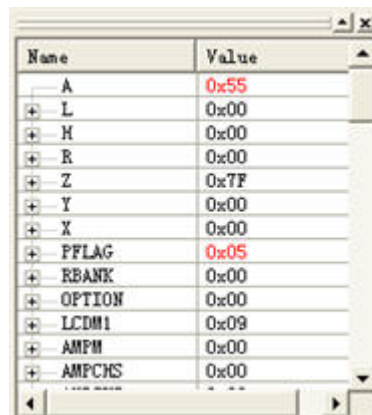 Name Value
A 0x55
L 0x00
H 0x00
R 0x00
Z 0x7F
Y 0x00
X 0x00
PFLAG 0x05
RBANK 0x00
OPTION 0x00
LCDM1 0x09
AMPM 0x00
AMPCHS 0x00